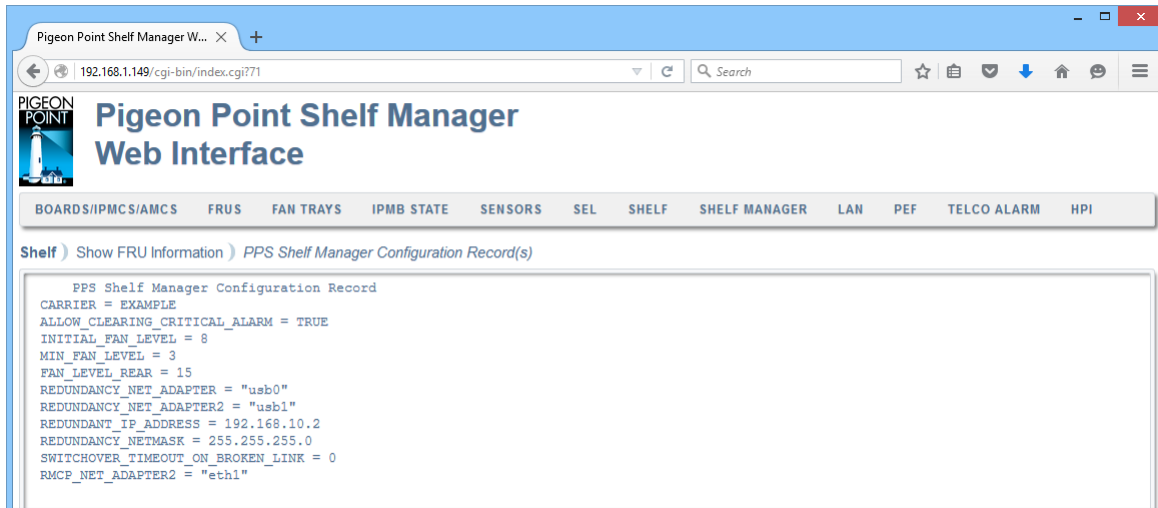 Pigeon Point Shelf Manager W...
192.168.1.149/cgi-bin/index.cgi?71
Search
PIGEON
POINT
Pigeon Point Shelf Manager
Web Interface
BOARDS/IPMCS/AMCS FRUS FAN TRAYS IPMB STATE SENSORS SEL SHELF SHELF MANAGER LAN PEF TELCO ALARM HPI
Shelf ) Show FRU Information ) PPS Shelf Manager Configuration Record(s)
PPS Shelf Manager Configuration Record
CARRIER = EXAMPLE
ALLOW_CLEARING_CRITICAL_ALARM = TRUE
INITIAL_FAN_LEVEL = 8
MIN_FAN_LEVEL = 3
FAN_LEVEL_REAR = 15
REDUNDANCY_NET_ADAPTER = "usb0"
REDUNDANCY_NET_ADAPTER2 = "usb1"
REDUNDANT_IP_ADDRESS = 192.168.10.2
REDUNDANCY_NETMASK = 255.255.255.0
SWITCHOVER_TIMEOUT_ON_BROKEN_LINK = 0
RMCP_NET_ADAPTER2 = "eth1"